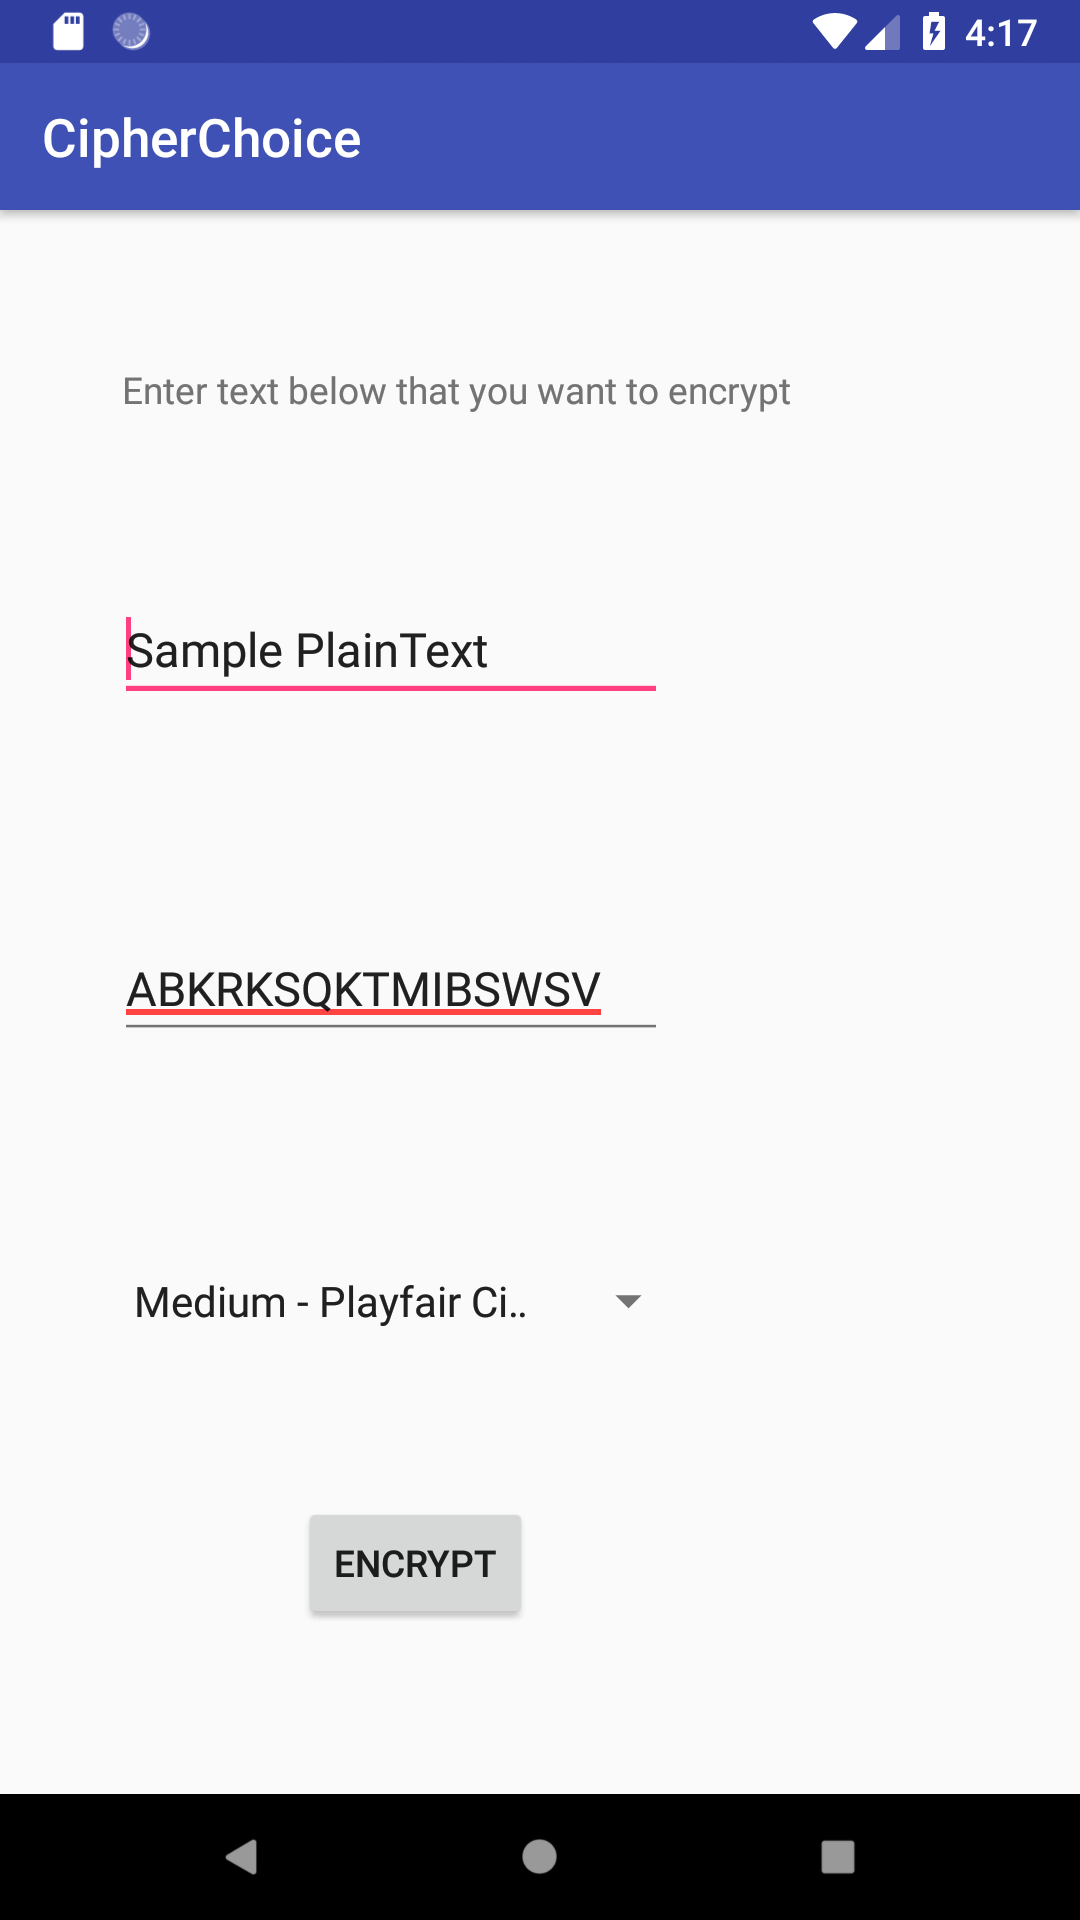 4:17
CipherChoice
Enter text below that you want to encrypt
Sample PlainText
ABKRKSQKTMIBSWSV
Medium - Playfair Ci..
ENCRYPT